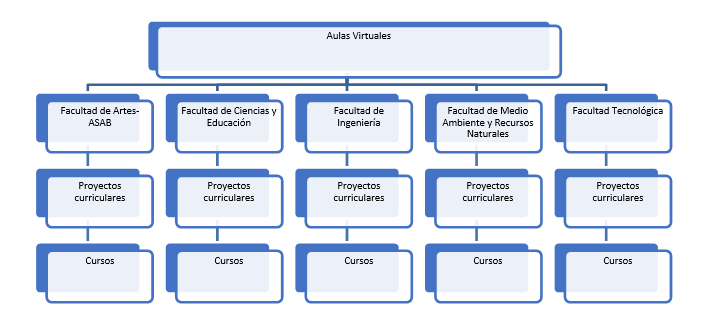 Aulas Virtuales
Facultad de Artes-
ASAB
Facultad de Ciencias y
Educación
Facultad de
Ingeniería
Facultad de Medio
Ambiente y Recursos
Naturales
Facultad Tecnológica
Proyectos
curriculares
Proyectos
curriculares
Proyectos
curriculares
Proyectos
curriculares
Proyectos
curriculares
Cursos
Cursos
Cursos
Cursos
Cursos